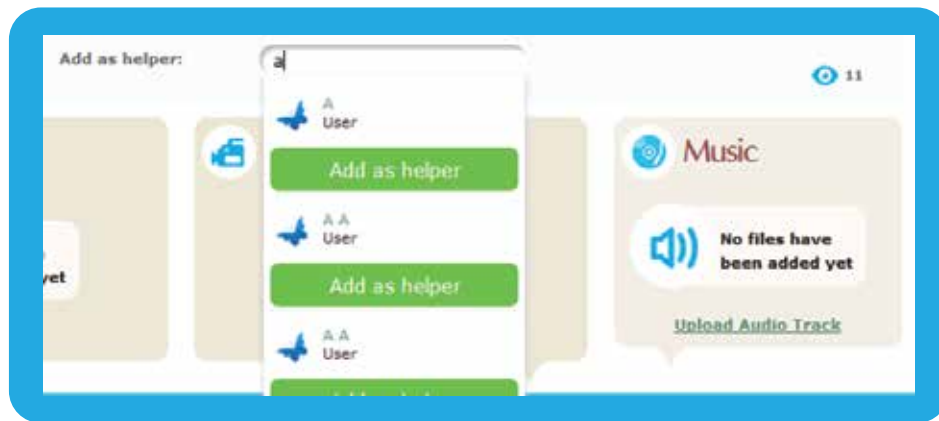 Add as helper:
a
11
A
User
Add as helper
A A
User
Add as helper
A A
User
yet
Music
No files have
been added yet
Upload Audio Track